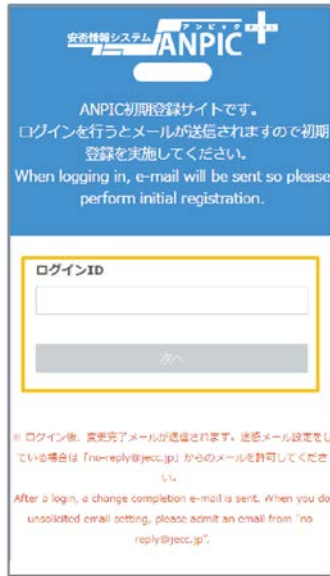 安否情報システム ANPIC
アンピック
ANPIC初期登録サイトです。
ログインを行うとメールが送信されますので初期
登録を実施してください。
When logging in, e-mail will be sent so please
perform initial registration.
ログインID
次へ
※ ログイン後、変更完了メールが送信されます。迷惑メール設定をし
ている場合は「no-reply@jecc.jp」からのメールを許可してくださ
い。
After a login, a change completion e-mail is sent. When you do
unsolicited email setting, please admit an email from "no
reply@jecc.jp".